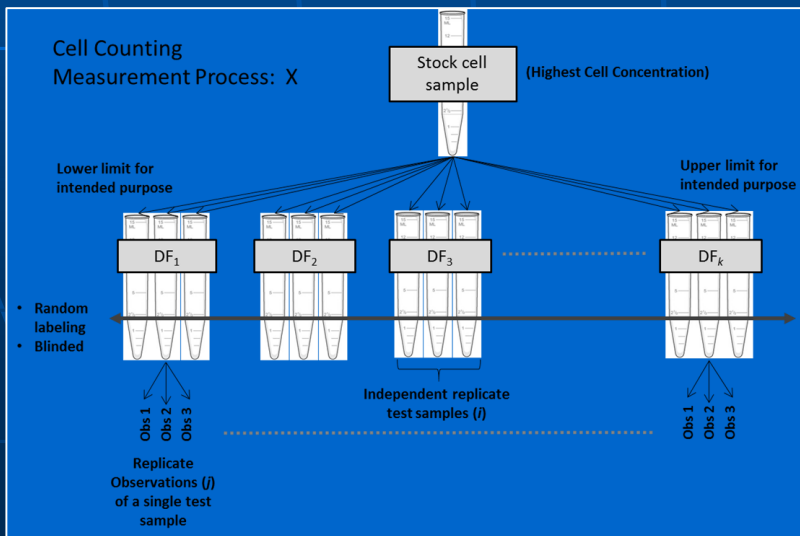 Cell Counting
Measurement Process:  X
Stock cell
sample
(Highest Cell Concentration)
Lower limit for
intended purpose
Upper limit for
intended purpose
DF₁
DF₂
DF₃
DFₖ
• Random
labeling
• Blinded
Independent replicate
test samples (i)
Obs 1
Obs 2
Obs 3
Obs 1
Obs 2
Obs 3
Replicate
Observations (j)
of a single test
sample